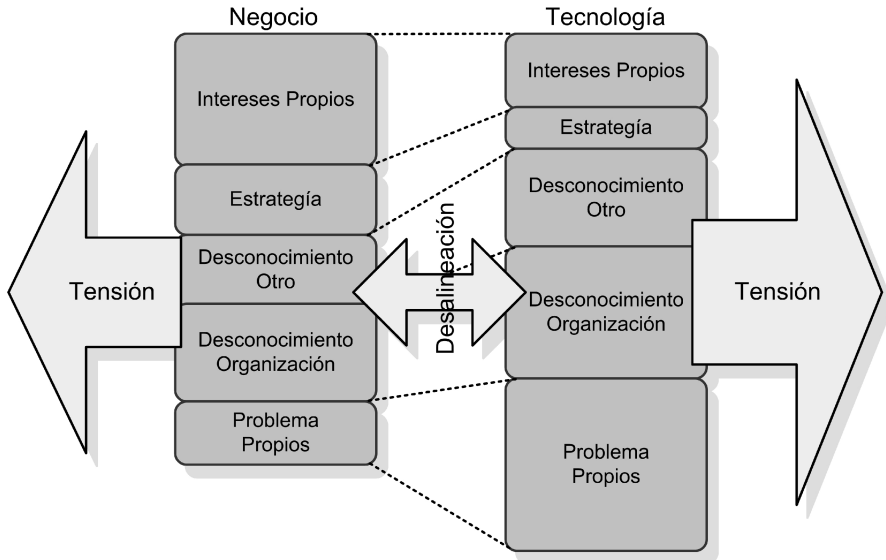 Negocio
Tecnología
Intereses Propios
Estrategía
Desconocimiento
Otro
Desconocimiento
Organización
Problema
Propios
Intereses Propios
Estrategía
Desconocimiento
Otro
Desconocimiento
Organización
Problema
Propios
Tensión
Desalineación
Tensión